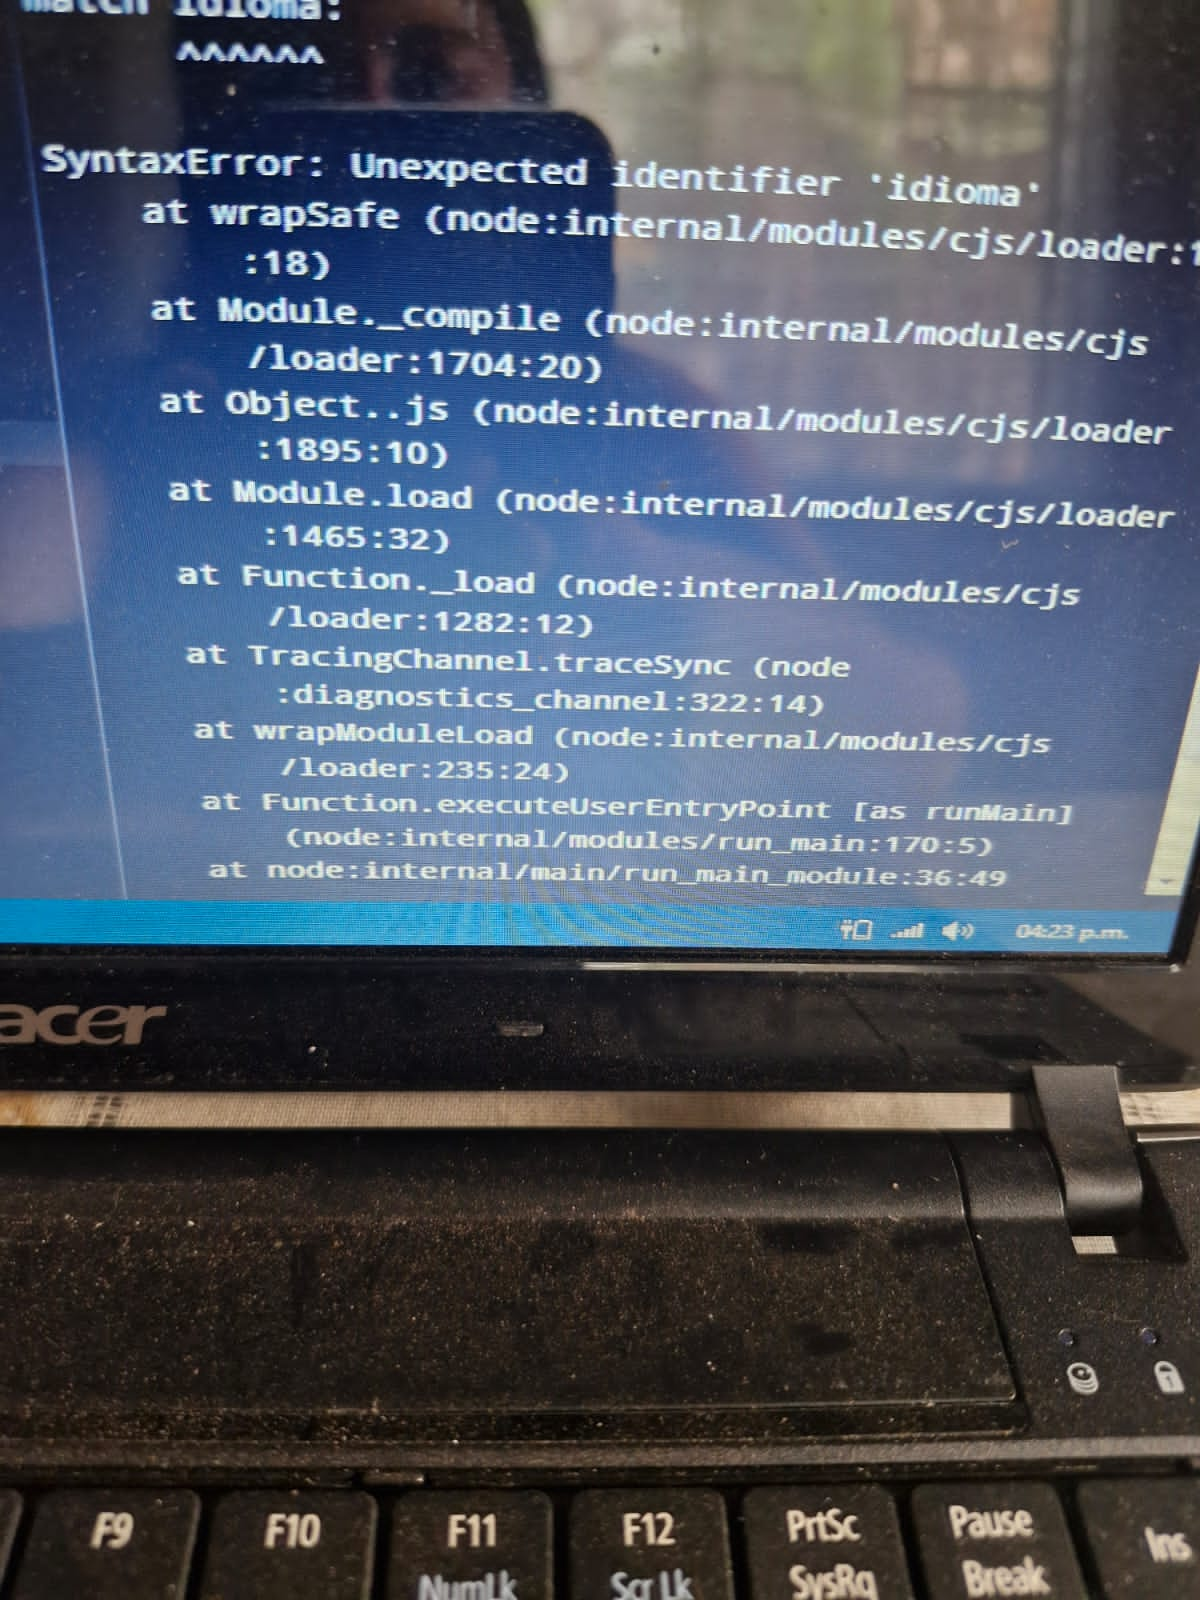 match idioma:
^^^^^^
SyntaxError: Unexpected identifier 'idioma'
at wrapSafe (node:internal/modules/cjs/loader:1
:18)
at Module._compile (node:internal/modules/cjs
/loader:1704:20)
at Object..js (node:internal/modules/cjs/loader
:1895:10)
at Module.load (node:internal/modules/cjs/loader
:1465:32)
at Function._load (node:internal/modules/cjs
/loader:1282:12)
at TracingChannel.traceSync (node
:diagnostics_channel:322:14)
at wrapModuleLoad (node:internal/modules/cjs
/loader:235:24)
at Function.executeUserEntryPoint [as runMain]
(node:internal/modules/run_main:170:5)
at node:internal/main/run_main_module:36:49
04:23 p.m.
acer
1
F9 F10 F11 F12 PrtSc Pause Ins
NumLk Scr Lk SysRq Break